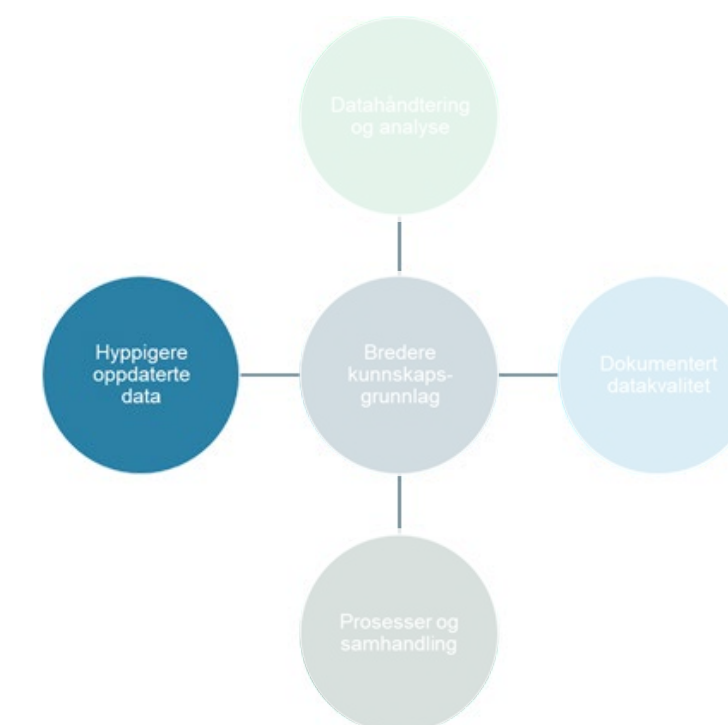 Datahåndtering
og analyse
Hyppigere
oppdaterte
data
Bredere
kunnskaps-
grunnlag
Dokumentert
datakvalitet
Prosesser og
samhandling